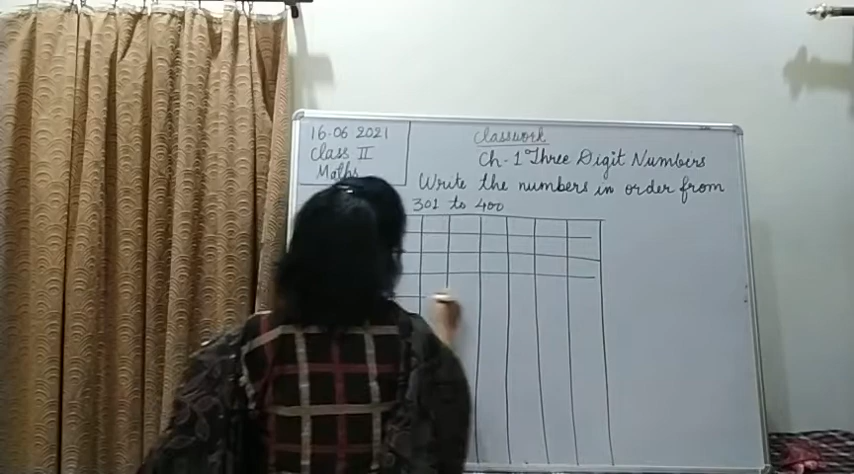 16-06 2021
Class II
Maths
Classwork
Ch-1 Three Digit Numbers
Write the numbers in order from
301 to 400